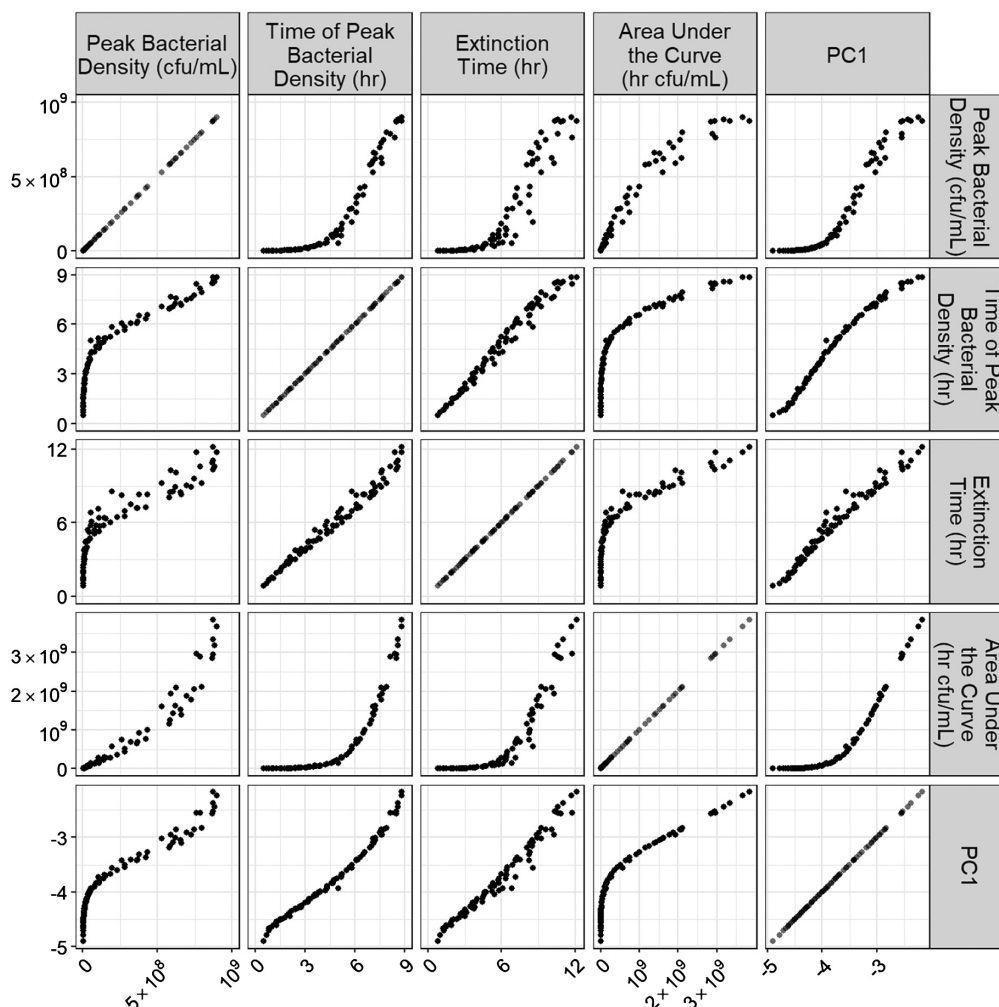 Peak Bacterial
Density (cfu/mL)
Time of Peak
Bacterial
Density (hr)
Extinction
Time (hr)
Area Under
the Curve
(hr cfu/mL)
PC1
10⁹
5 × 10⁸
0
Peak Bacterial
Density (cfu/mL)
9
6
3
0
Time of Peak
Bacterial
Density (hr)
12
6
0
Extinction
Time (hr)
3 × 10⁹
2 × 10⁹
10⁹
0
Area Under
the Curve
(hr cfu/mL)
-3
-4
-5
PC1
0
5 × 10⁸
10⁹
0
3
6
9
0
6
12
0
10⁹
2 × 10⁹
3 × 10⁹
-5
-4
-3